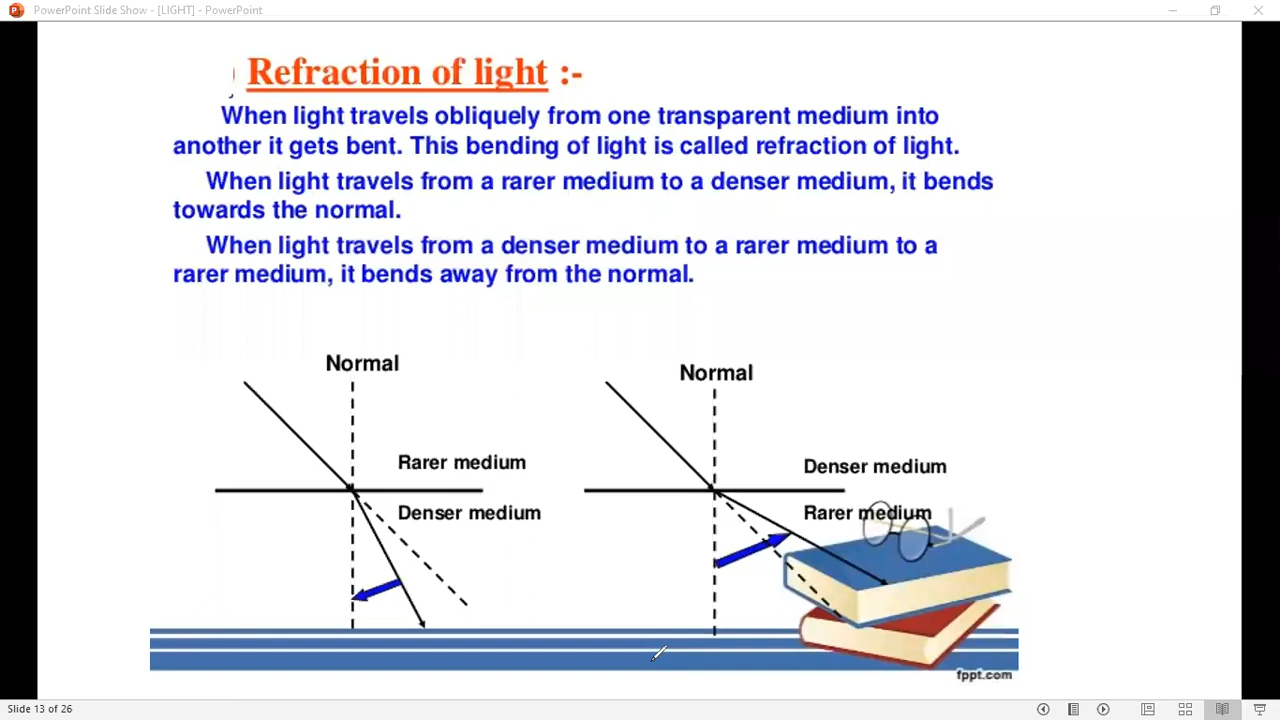 PowerPoint Slide Show - [LIGHT] - PowerPoint
Refraction of light :-
When light travels obliquely from one transparent medium into
another it gets bent. This bending of light is called refraction of light.
When light travels from a rarer medium to a denser medium, it bends
towards the normal.
When light travels from a denser medium to a rarer medium to a
rarer medium, it bends away from the normal.
Normal
Rarer medium
Denser medium
Normal
Denser medium
Rarer medium
fppt.com
Slide 13 of 26